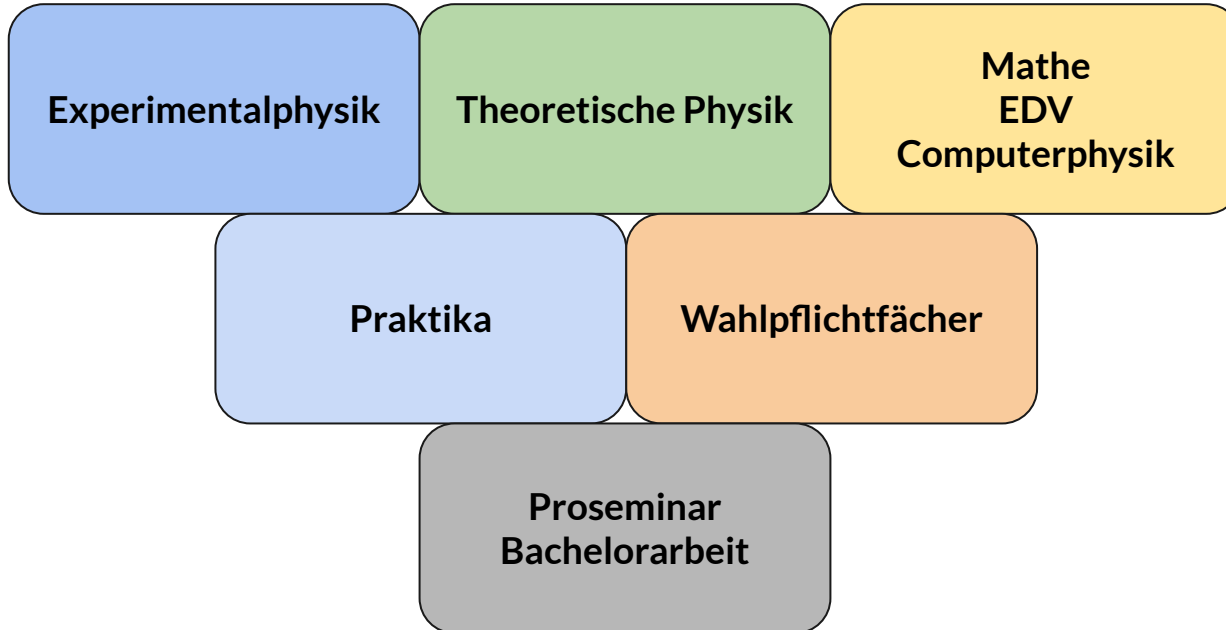 Experimentalphysik
Theoretische Physik
Mathe
EDV
Computerphysik
Praktika
Wahlpflichtfächer
Proseminar
Bachelorarbeit